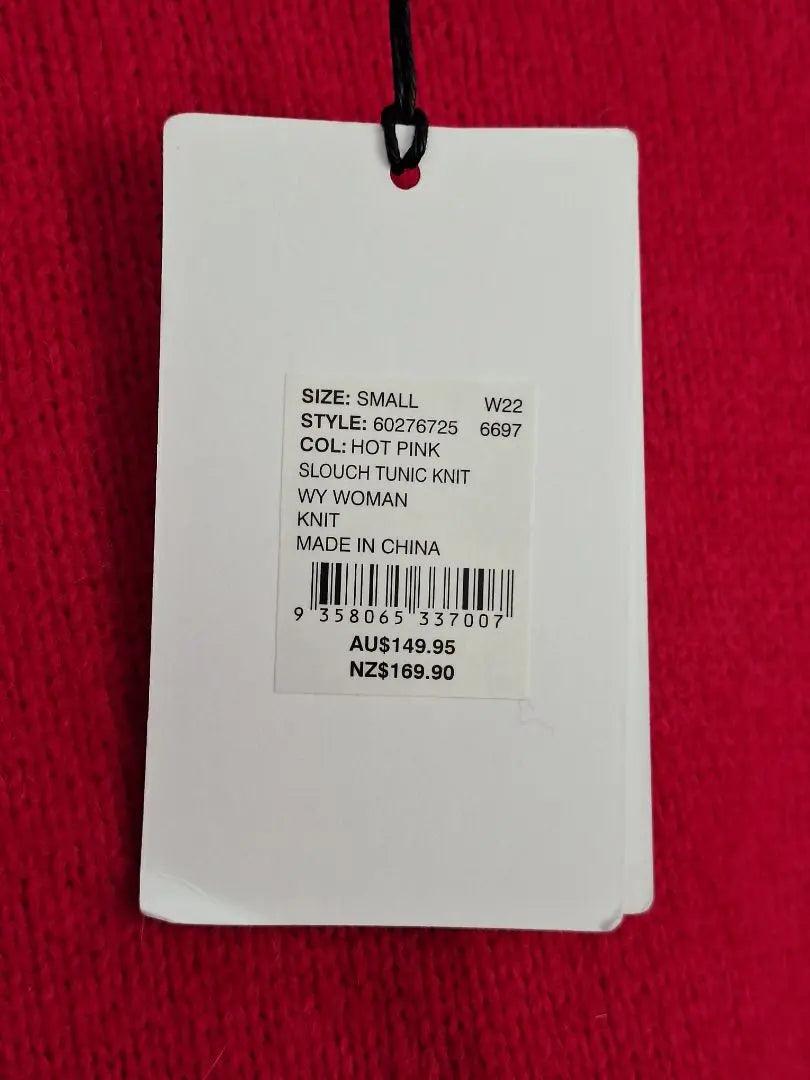 SIZE: SMALL W22
STYLE: 60276725 6697
COL: HOT PINK
SLOUCH TUNIC KNIT
WY WOMAN
KNIT
MADE IN CHINA
9 358065 337007
AU$149.95
NZ$169.90